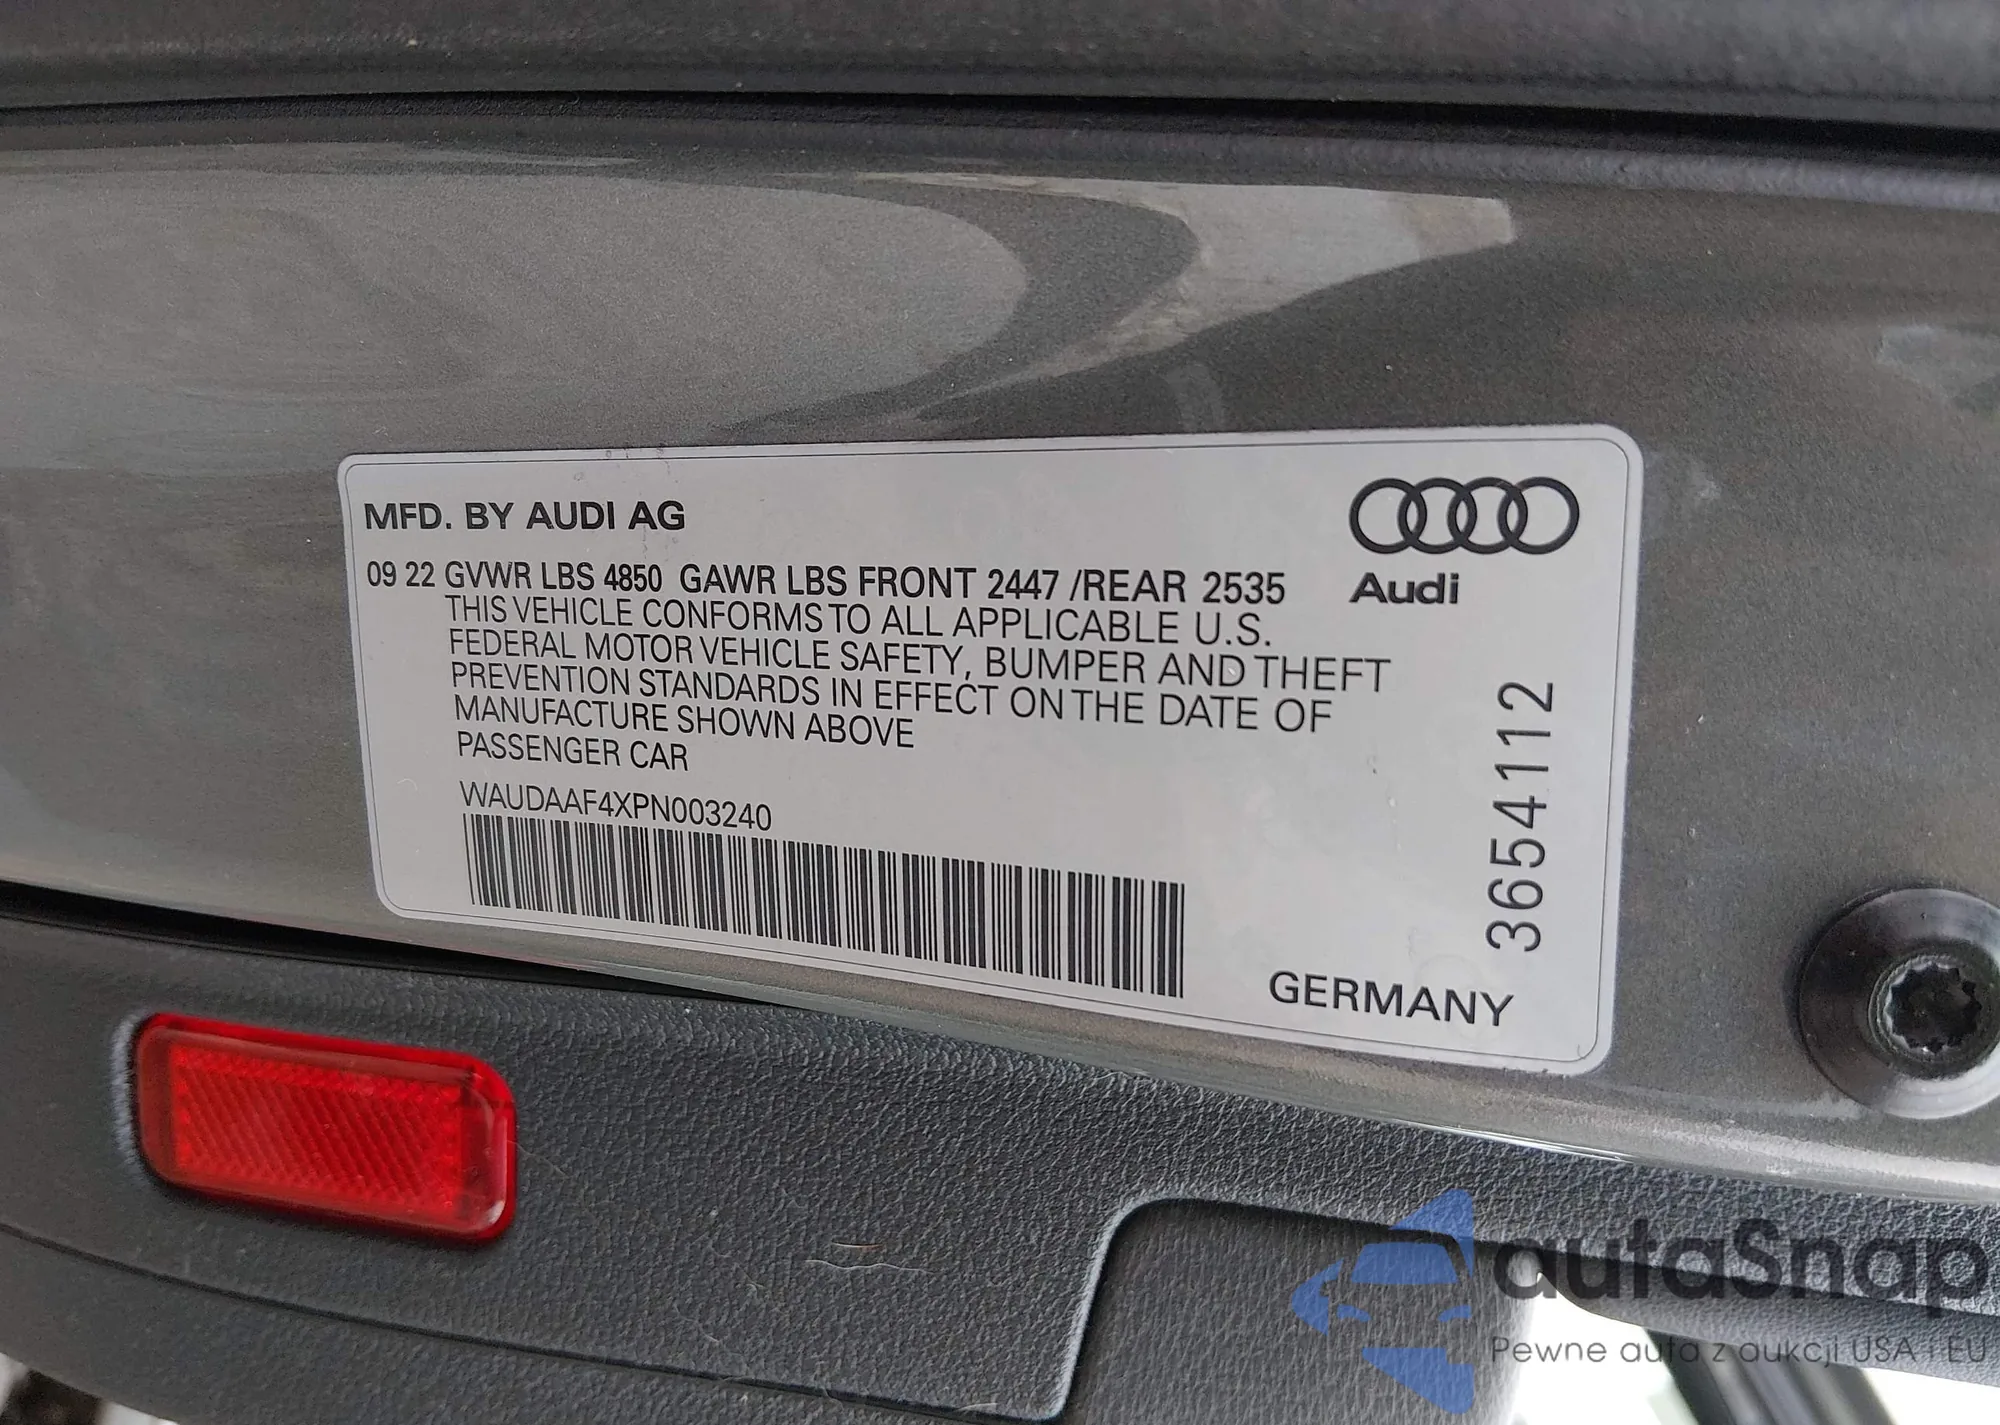 MFD. BY AUDI AG
Audi
09 22 GVWR LBS 4850 GAWR LBS FRONT 2447 /REAR 2535
THIS VEHICLE CONFORMS TO ALL APPLICABLE U.S.
FEDERAL MOTOR VEHICLE SAFETY, BUMPER AND THEFT
PREVENTION STANDARDS IN EFFECT ON THE DATE OF
MANUFACTURE SHOWN ABOVE
PASSENGER CAR
WAUDAAF4XPN003240
3654112
GERMANY
autaSnap
Pewne auta z aukcji USA i EU